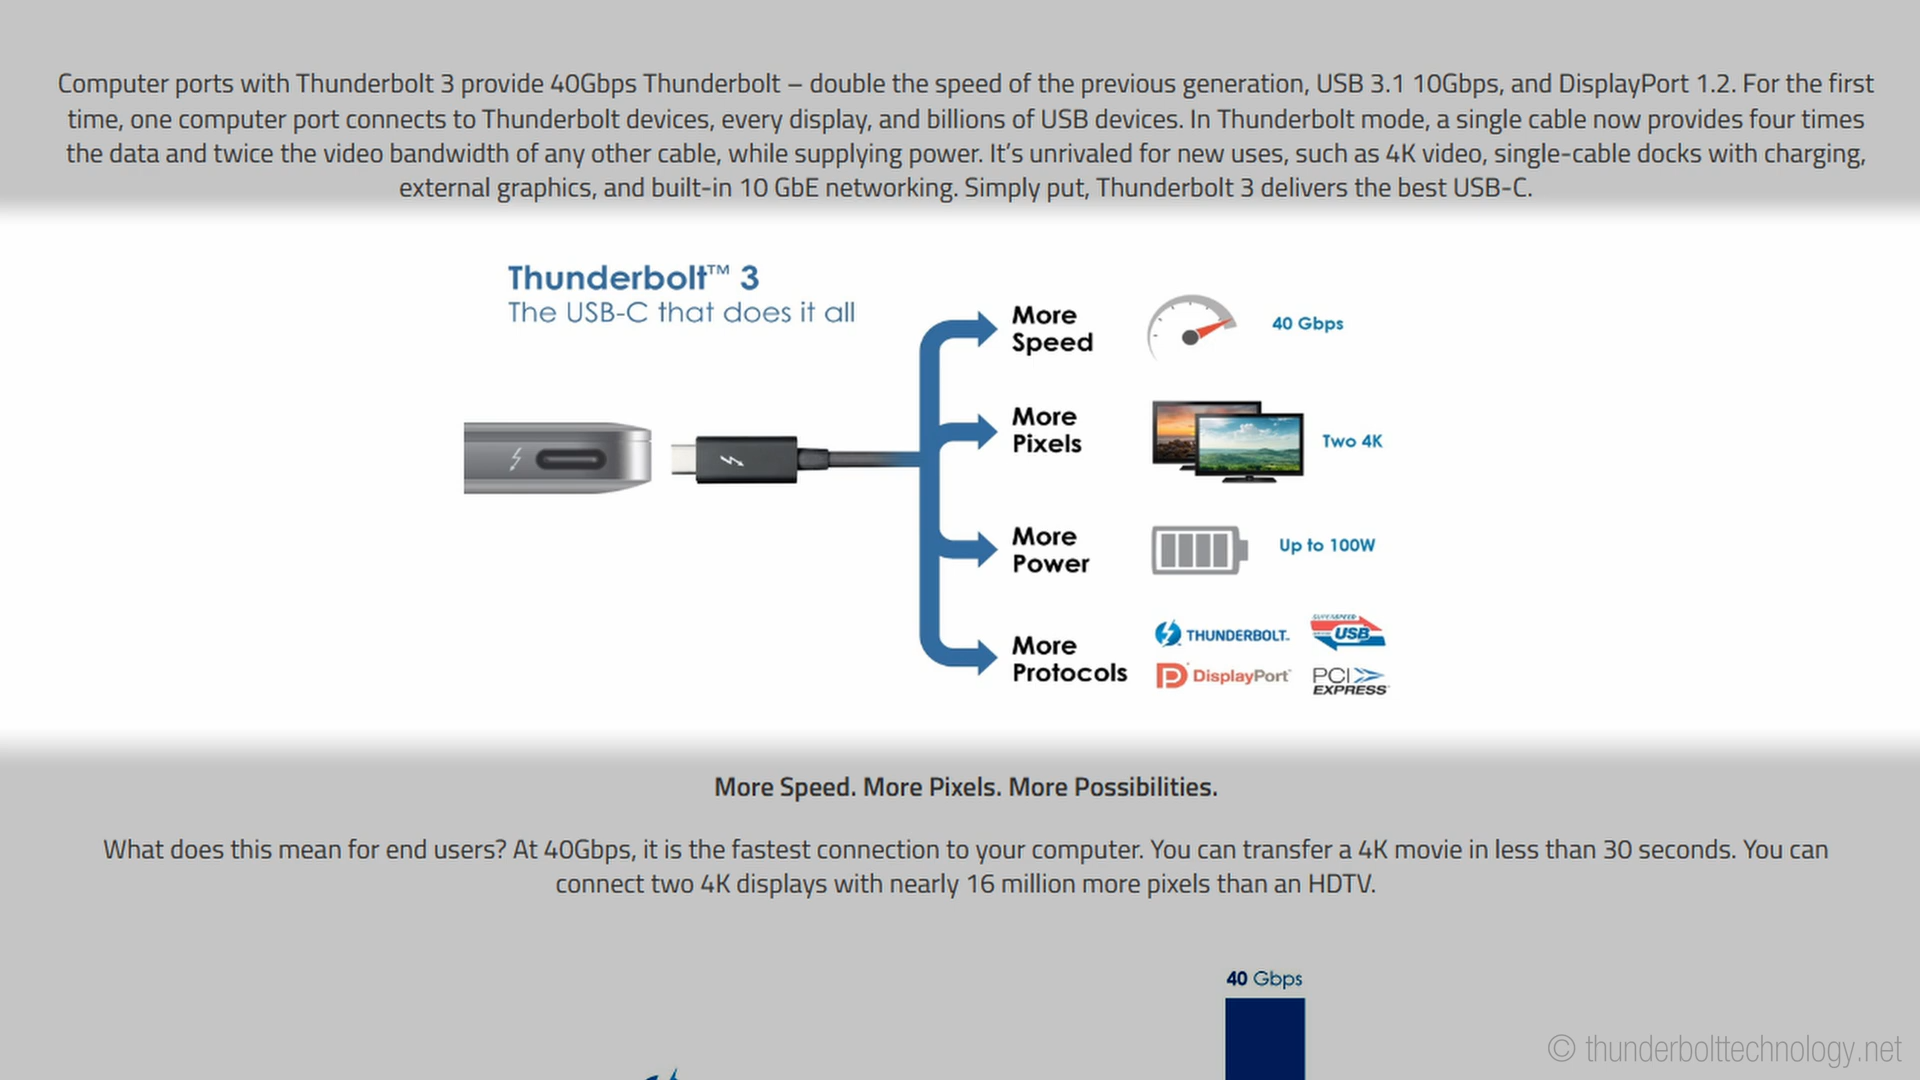 Computer ports with Thunderbolt 3 provide 40Gbps Thunderbolt – double the speed of the previous generation, USB 3.1 10Gbps, and DisplayPort 1.2. For the first
time, one computer port connects to Thunderbolt devices, every display, and billions of USB devices. In Thunderbolt mode, a single cable now provides four times
the data and twice the video bandwidth of any other cable, while supplying power. It's unrivaled for new uses, such as 4K video, single-cable docks with charging,
external graphics, and built-in 10 GbE networking. Simply put, Thunderbolt 3 delivers the best USB-C.
Thunderbolt™ 3
The USB-C that does it all
More
Speed
40 Gbps
More
Pixels
Two 4K
More
Power
Up to 100W
More
Protocols
THUNDERBOLT™
SUPERSPEED
USB
DisplayPort
PCI
EXPRESS
More Speed. More Pixels. More Possibilities.
What does this mean for end users? At 40Gbps, it is the fastest connection to your computer. You can transfer a 4K movie in less than 30 seconds. You can
connect two 4K displays with nearly 16 million more pixels than an HDTV.
40 Gbps
© thunderbolttechnology.net